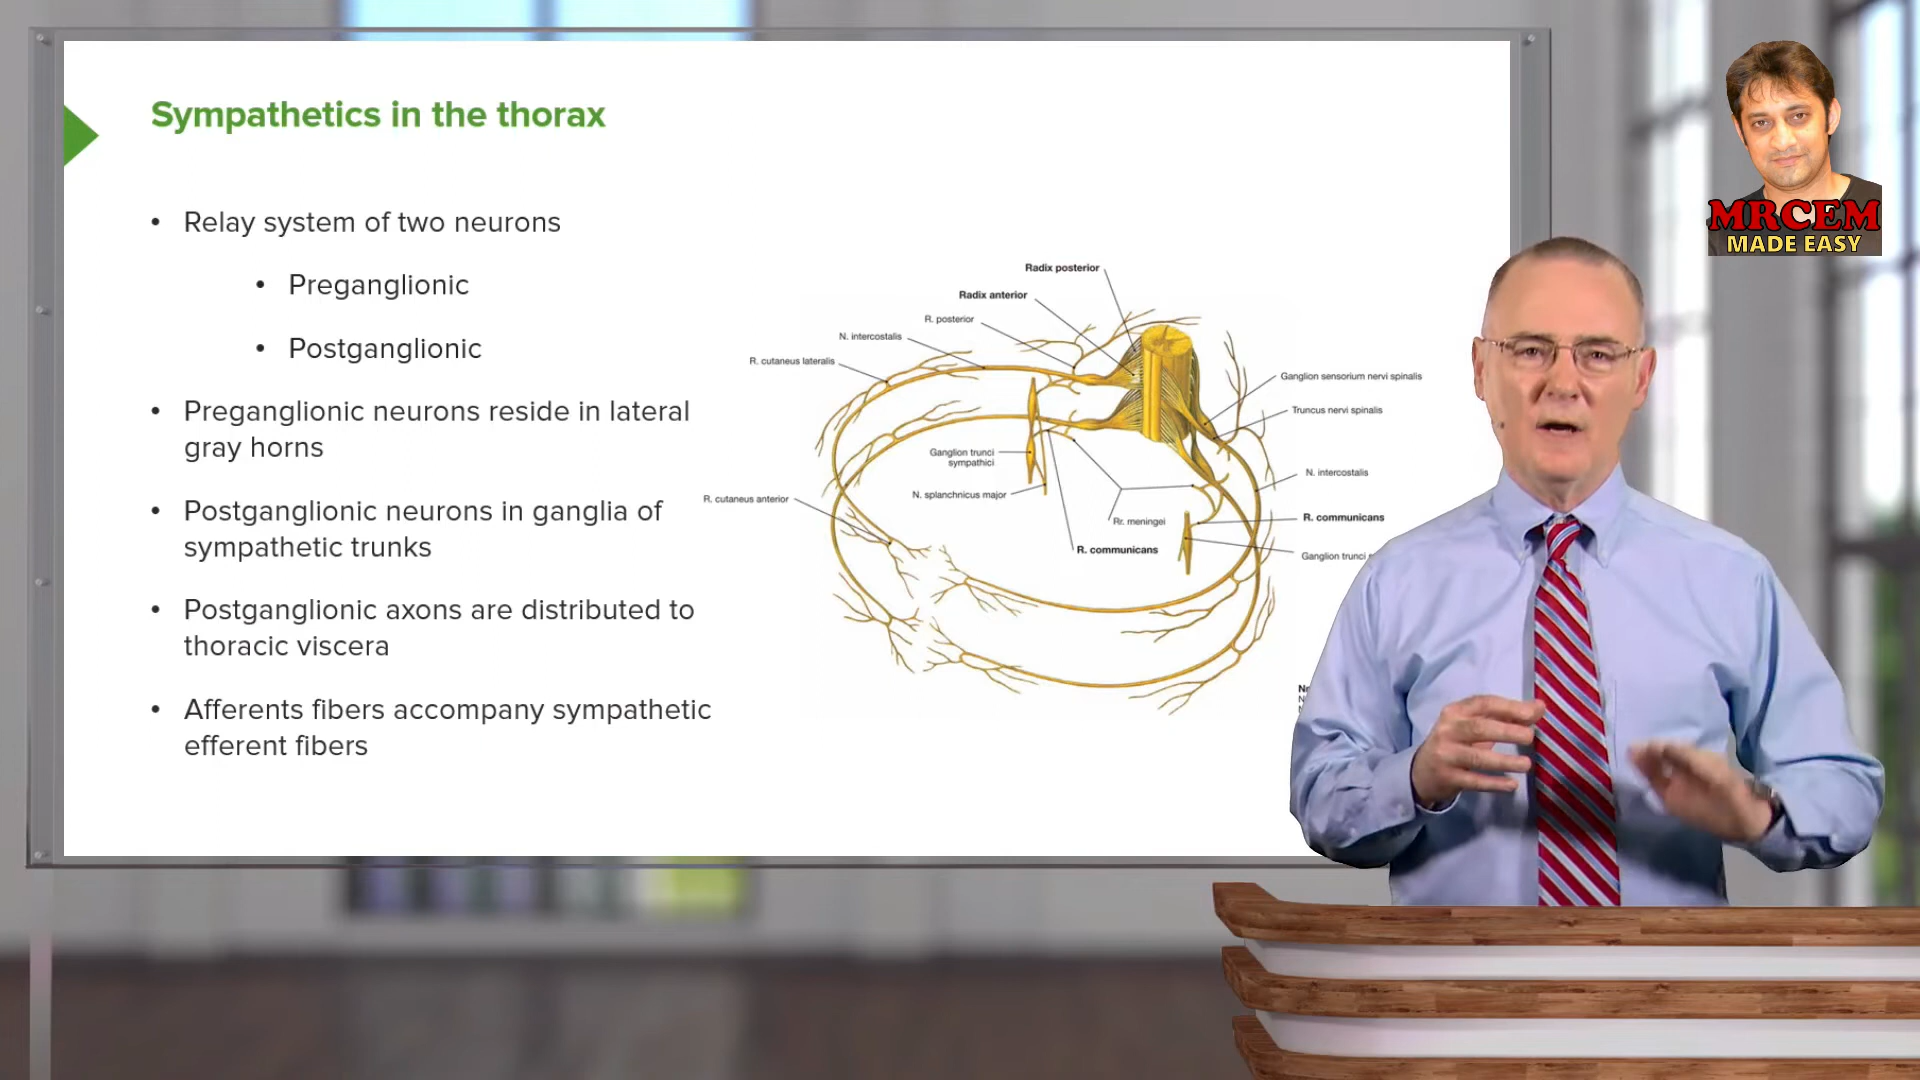 Sympathetics in the thorax
• Relay system of two neurons
• Preganglionic
• Postganglionic
• Preganglionic neurons reside in lateral
gray horns
• Postganglionic neurons in ganglia of
sympathetic trunks
• Postganglionic axons are distributed to
thoracic viscera
• Afferents fibers accompany sympathetic
efferent fibers
Radix posterior
Radix anterior
R. posterior
N. intercostalis
R. cutaneus lateralis
Ganglion sensorium nervi spinalis
Truncus nervi spinalis
Ganglion trunci
sympathici
N. intercostalis
N. splanchnicus major
R. cutaneus anterior
Rr. meningei
R. communicans
R. communicans
Ganglion trunci
MRCEM
MADE EASY